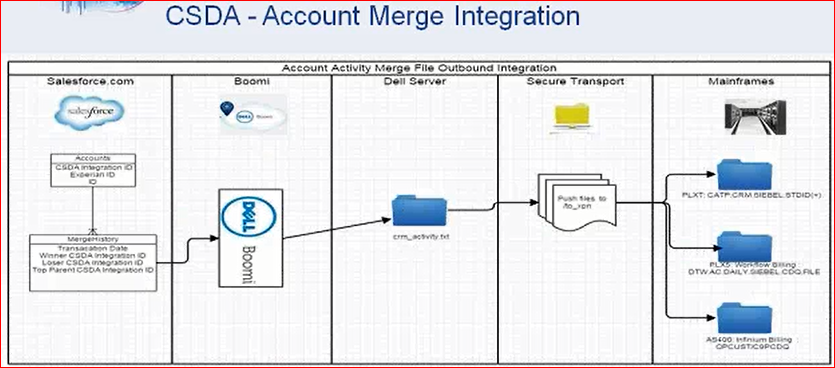 CSDA - Account Merge Integration
Account Activity Merge File Outbound Integration
Salesforce.com
Boomi
Dell Server
Secure Transport
Mainframes
salesforce
DELL
Boomi
Accounts
CSDA Integration ID
Experian ID
ID
MergeHistory
Transacation Date
Winner CSDA Integration ID
Loser CSDA Integration ID
Top Parent CSDA Integration ID
DELL
Boomi
crm_activity.txt
Push files to
/to_xpn
PLXT: CATP.CRM.SIEBEL.STDID(+)
PLX5: Workflow Billing :
DTW.AC.DAILY.SIEBEL.CDQ.FILE
AS400: Infinium Billing :